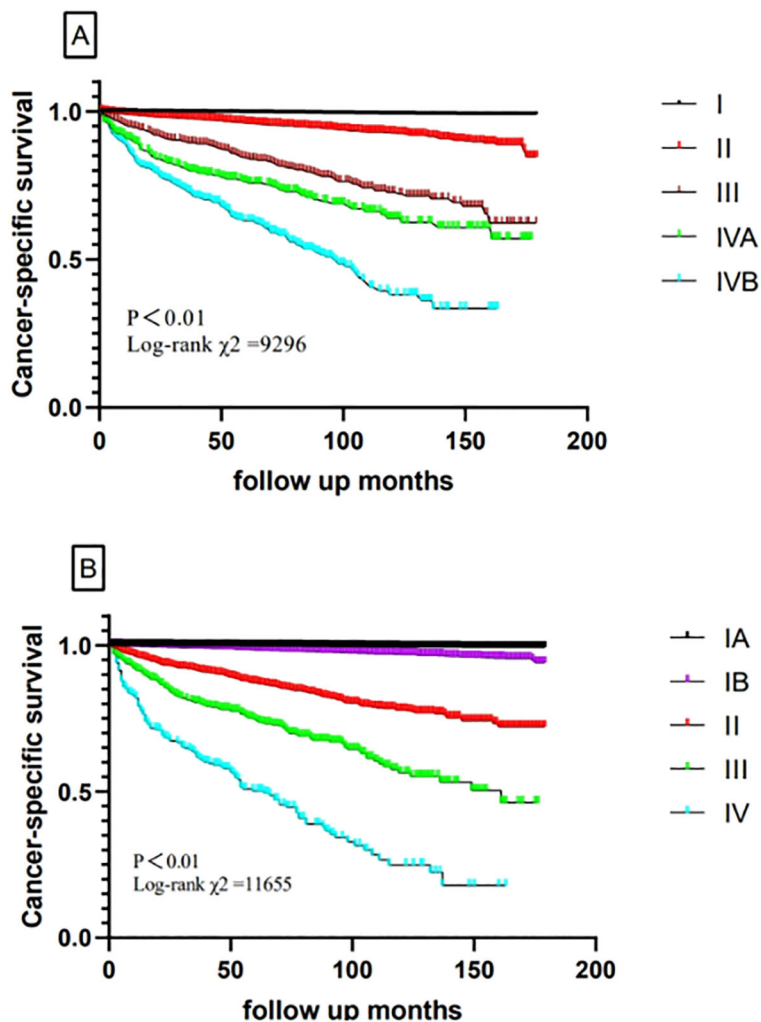 A
Cancer-specific survival
1.0
0.5
0.0
P<0.01
Log-rank χ2 =9296
0 50 100 150 200
follow up months
I
II
III
IVA
IVB
B
Cancer-specific survival
1.0
0.5
0.0
P<0.01
Log-rank χ2 =11655
0 50 100 150 200
follow up months
IA
IB
II
III
IV